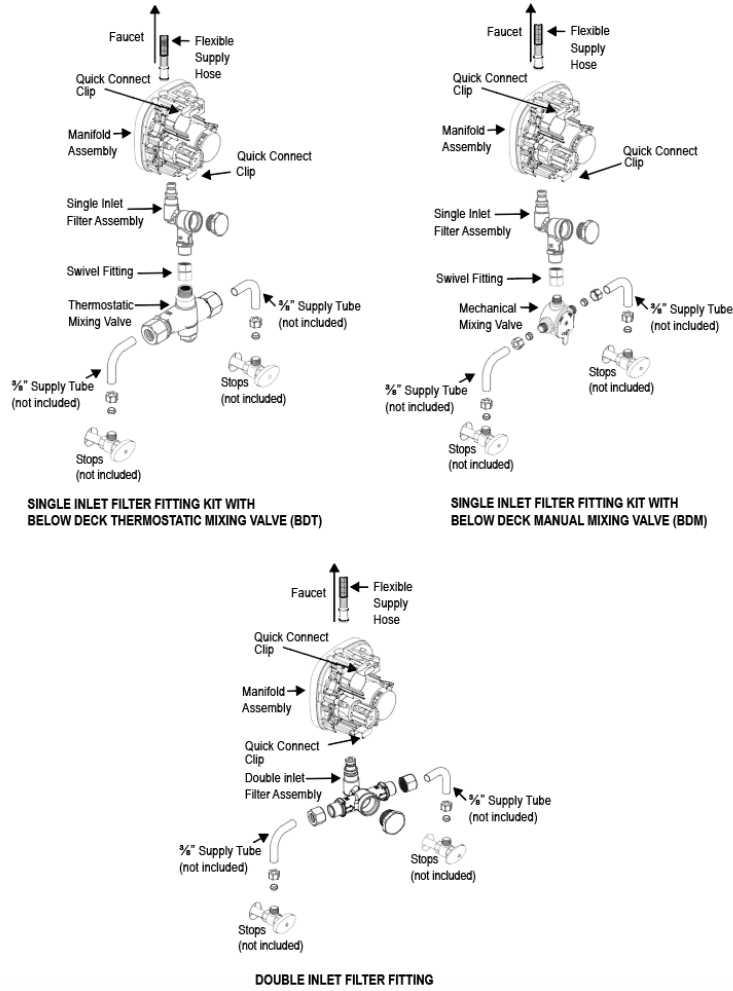 Faucet
Flexible
Supply
Hose
Quick Connect
Clip
Manifold
Assembly
Quick Connect
Clip
Single Inlet
Filter Assembly
Swivel Fitting
Thermostatic
Mixing Valve
⅜" Supply Tube
(not included)
⅜" Supply Tube
(not included)
Stops
(not included)
Stops
(not included)
SINGLE INLET FILTER FITTING KIT WITH
BELOW DECK THERMOSTATIC MIXING VALVE (BDT)
Faucet
Flexible
Supply
Hose
Quick Connect
Clip
Manifold
Assembly
Quick Connect
Clip
Single Inlet
Filter Assembly
Swivel Fitting
Mechanical
Mixing Valve
⅜" Supply Tube
(not included)
Stops
(not included)
⅜" Supply Tube
(not included)
Stops
(not included)
SINGLE INLET FILTER FITTING KIT WITH
BELOW DECK MANUAL MIXING VALVE (BDM)
Faucet
Flexible
Supply
Hose
Quick Connect
Clip
Manifold
Assembly
Quick Connect
Clip
Double inlet
Filter Assembly
⅜" Supply Tube
(not included)
⅜" Supply Tube
(not included)
Stops
(not included)
Stops
(not included)
DOUBLE INLET FILTER FITTING